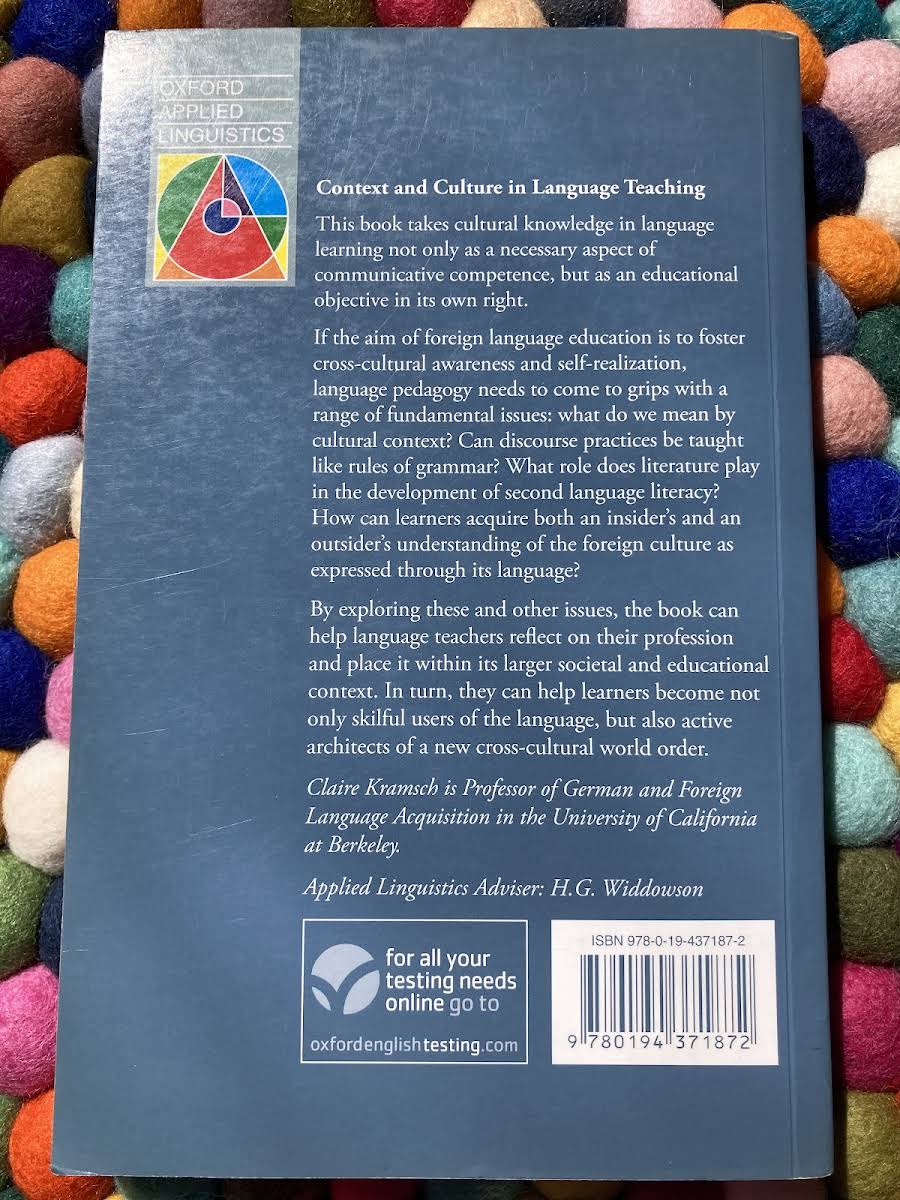 OXFORD
APPLIED
LINGUISTICS
Context and Culture in Language Teaching
This book takes cultural knowledge in language
learning not only as a necessary aspect of
communicative competence, but as an educational
objective in its own right.
If the aim of foreign language education is to foster
cross-cultural awareness and self-realization,
language pedagogy needs to come to grips with a
range of fundamental issues: what do we mean by
cultural context? Can discourse practices be taught
like rules of grammar? What role does literature play
in the development of second language literacy?
How can learners acquire both an insider's and an
outsider's understanding of the foreign culture as
expressed through its language?
By exploring these and other issues, the book can
help language teachers reflect on their profession
and place it within its larger societal and educational
context. In turn, they can help learners become not
only skilful users of the language, but also active
architects of a new cross-cultural world order.
Claire Kramsch is Professor of German and Foreign
Language Acquisition in the University of California
at Berkeley.
Applied Linguistics Adviser: H.G. Widdowson
for all your
testing needs
online go to
oxfordenglishtesting.com
ISBN 978-0-19-437187-2
9 780194 371872